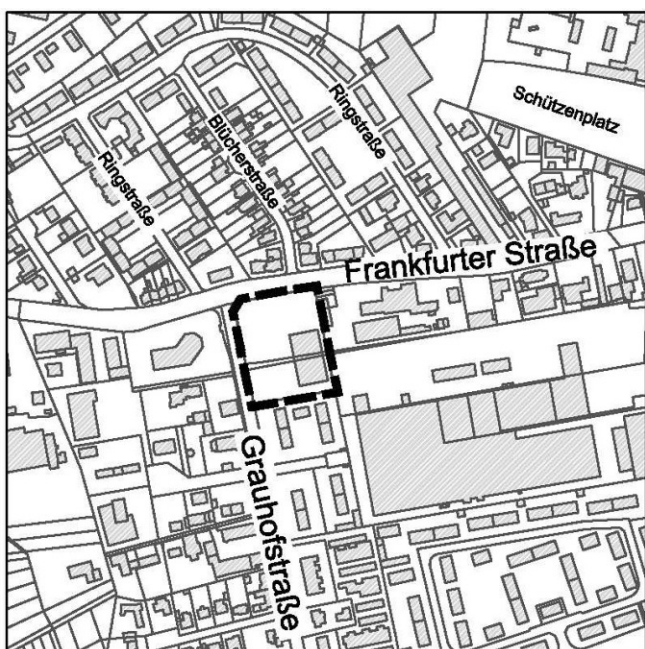 Schützenplatz
Ringstraße
Blücherstraße
Ringstraße
Frankfurter Straße
Grauhofstraße